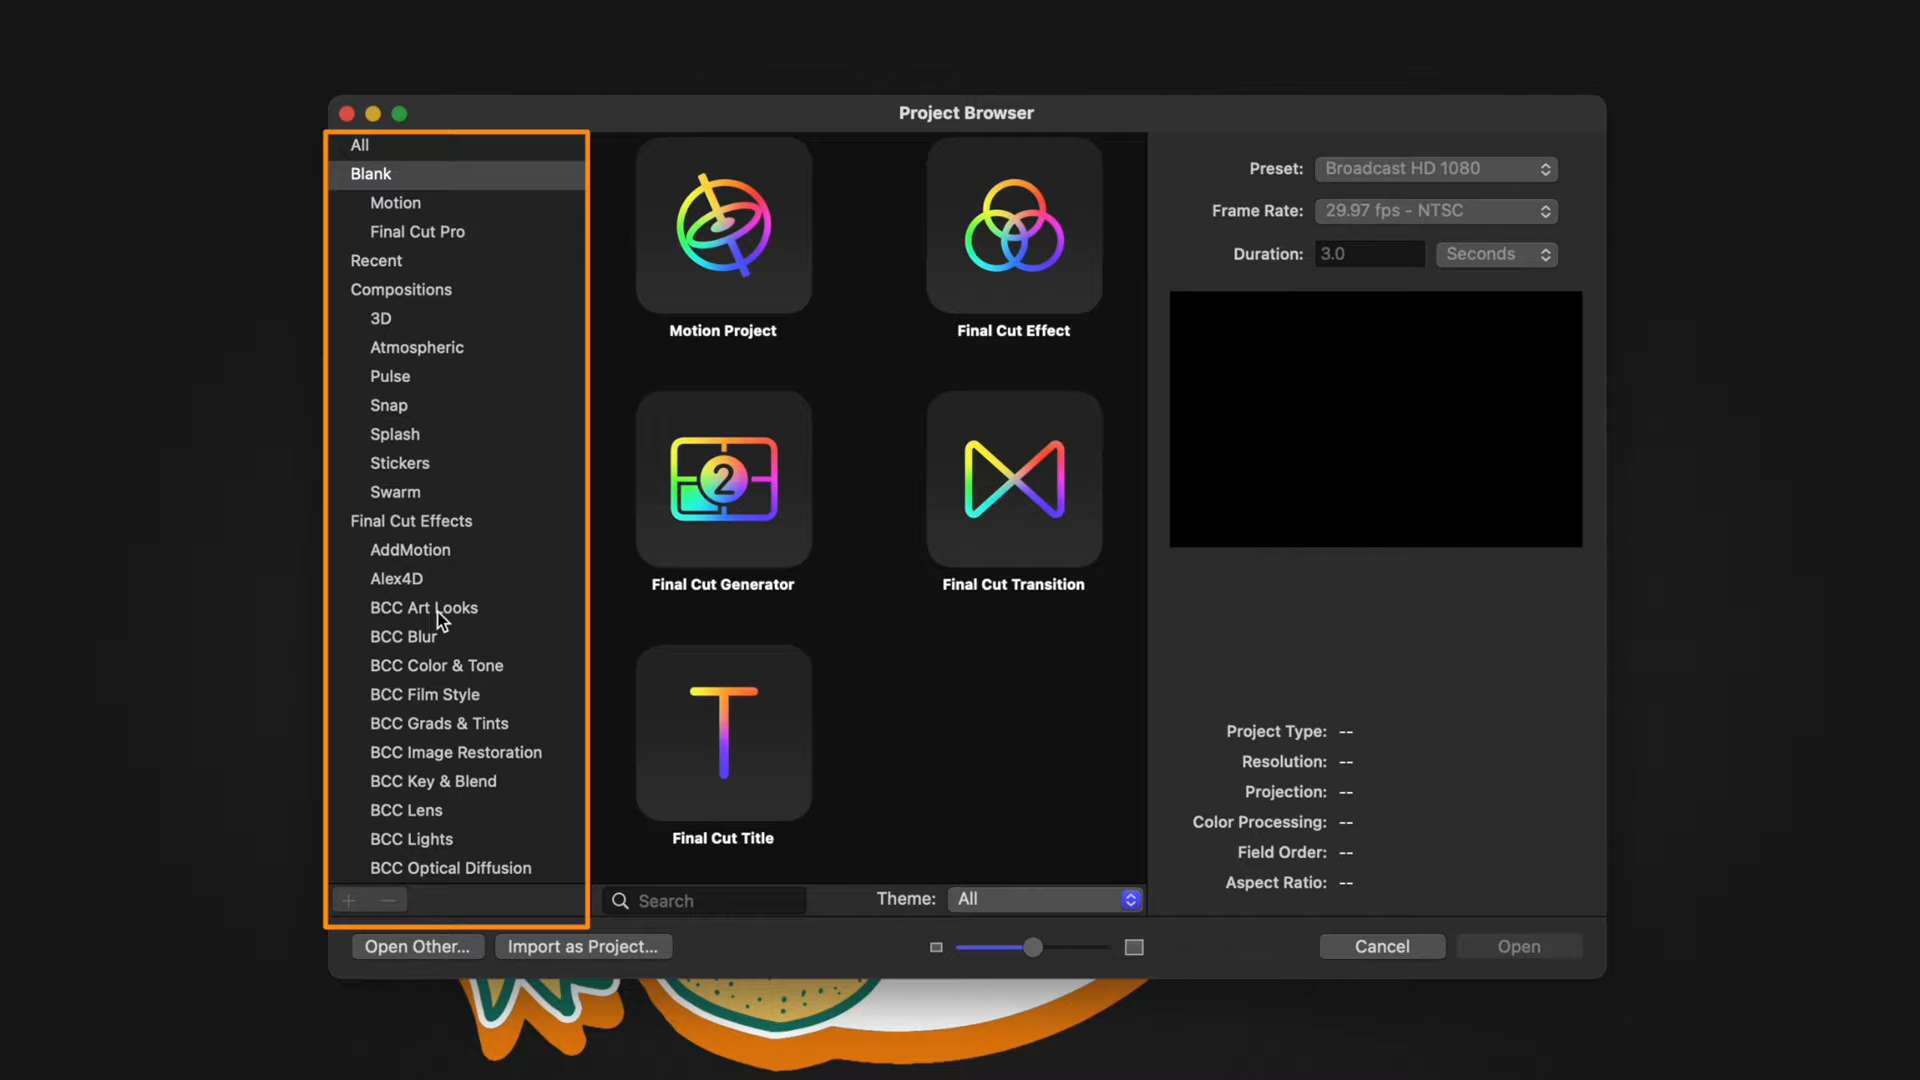 Project Browser
All
Blank
Motion
Final Cut Pro
Recent
Compositions
3D
Atmospheric
Pulse
Snap
Splash
Stickers
Swarm
Final Cut Effects
AddMotion
Alex4D
BCC Art Looks
BCC Blur
BCC Color & Tone
BCC Film Style
BCC Grads & Tints
BCC Image Restoration
BCC Key & Blend
BCC Lens
BCC Lights
BCC Optical Diffusion
Motion Project
Final Cut Effect
2
Final Cut Generator
Final Cut Transition
T
Final Cut Title
Search
Theme: All
Preset: Broadcast HD 1080
Frame Rate: 29.97 fps - NTSC
Duration: 3.0 Seconds
Project Type: --
Resolution: --
Projection: --
Color Processing: --
Field Order: --
Aspect Ratio: --
Open Other... Import as Project... Cancel Open